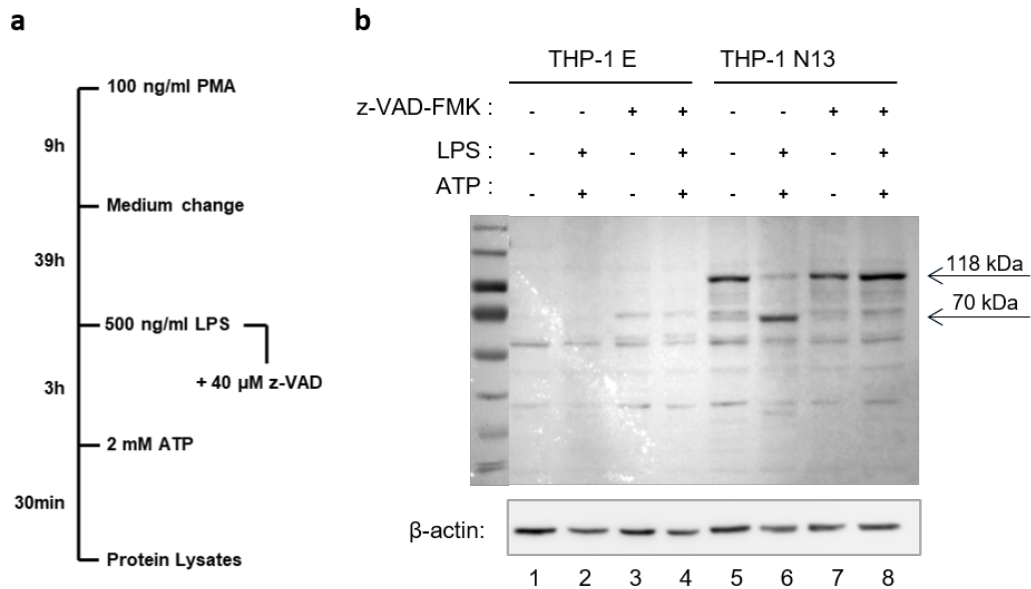 a
100 ng/ml PMA
9h
Medium change
39h
500 ng/ml LPS
+ 40 µM z-VAD
3h
2 mM ATP
30min
Protein Lysates
b
THP-1 E THP-1 N13
z-VAD-FMK : - - + + - - + +
LPS : - + - + - + - +
ATP : - + - + - + - +
118 kDa
70 kDa
β-actin:
1 2 3 4 5 6 7 8